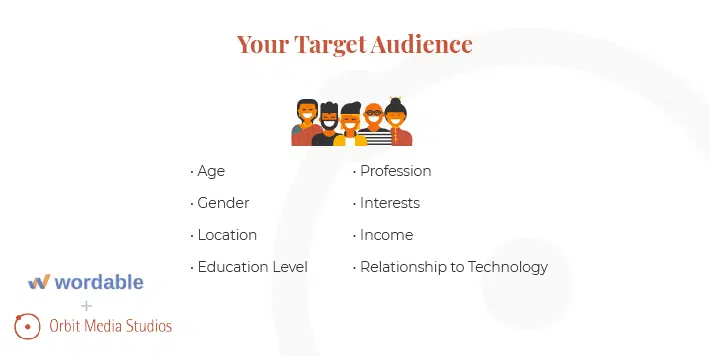 Your Target Audience
· Age
· Gender
· Location
· Education Level
· Profession
· Interests
· Income
· Relationship to Technology
wordable
+
Orbit Media Studios